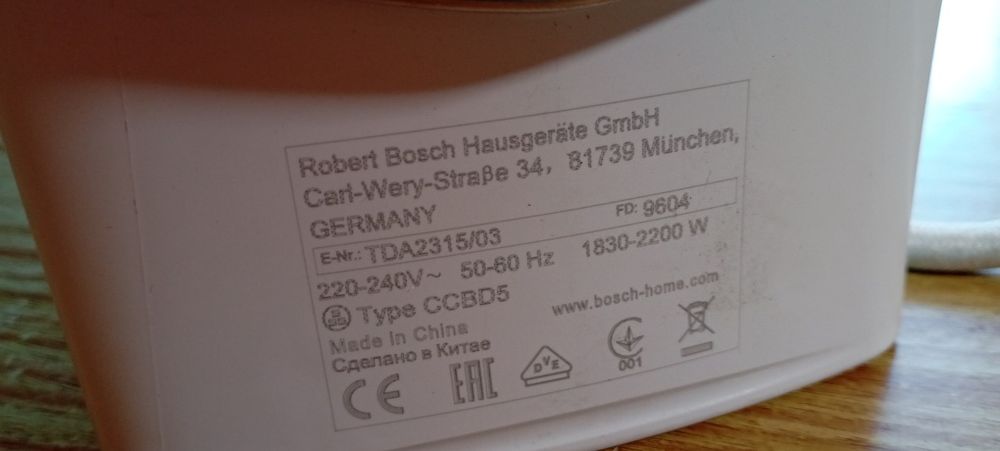 Robert Bosch Hausgeräte GmbH
Carl-Wery-Straße 34, 81739 München,
GERMANY
E-Nr.: TDA2315/03 FD: 9604
220-240V~ 50-60 Hz 1830-2200 W
Type CCBD5
www.bosch-home.com
Made in China
Сделано в Китае
CE EAC DVE 001